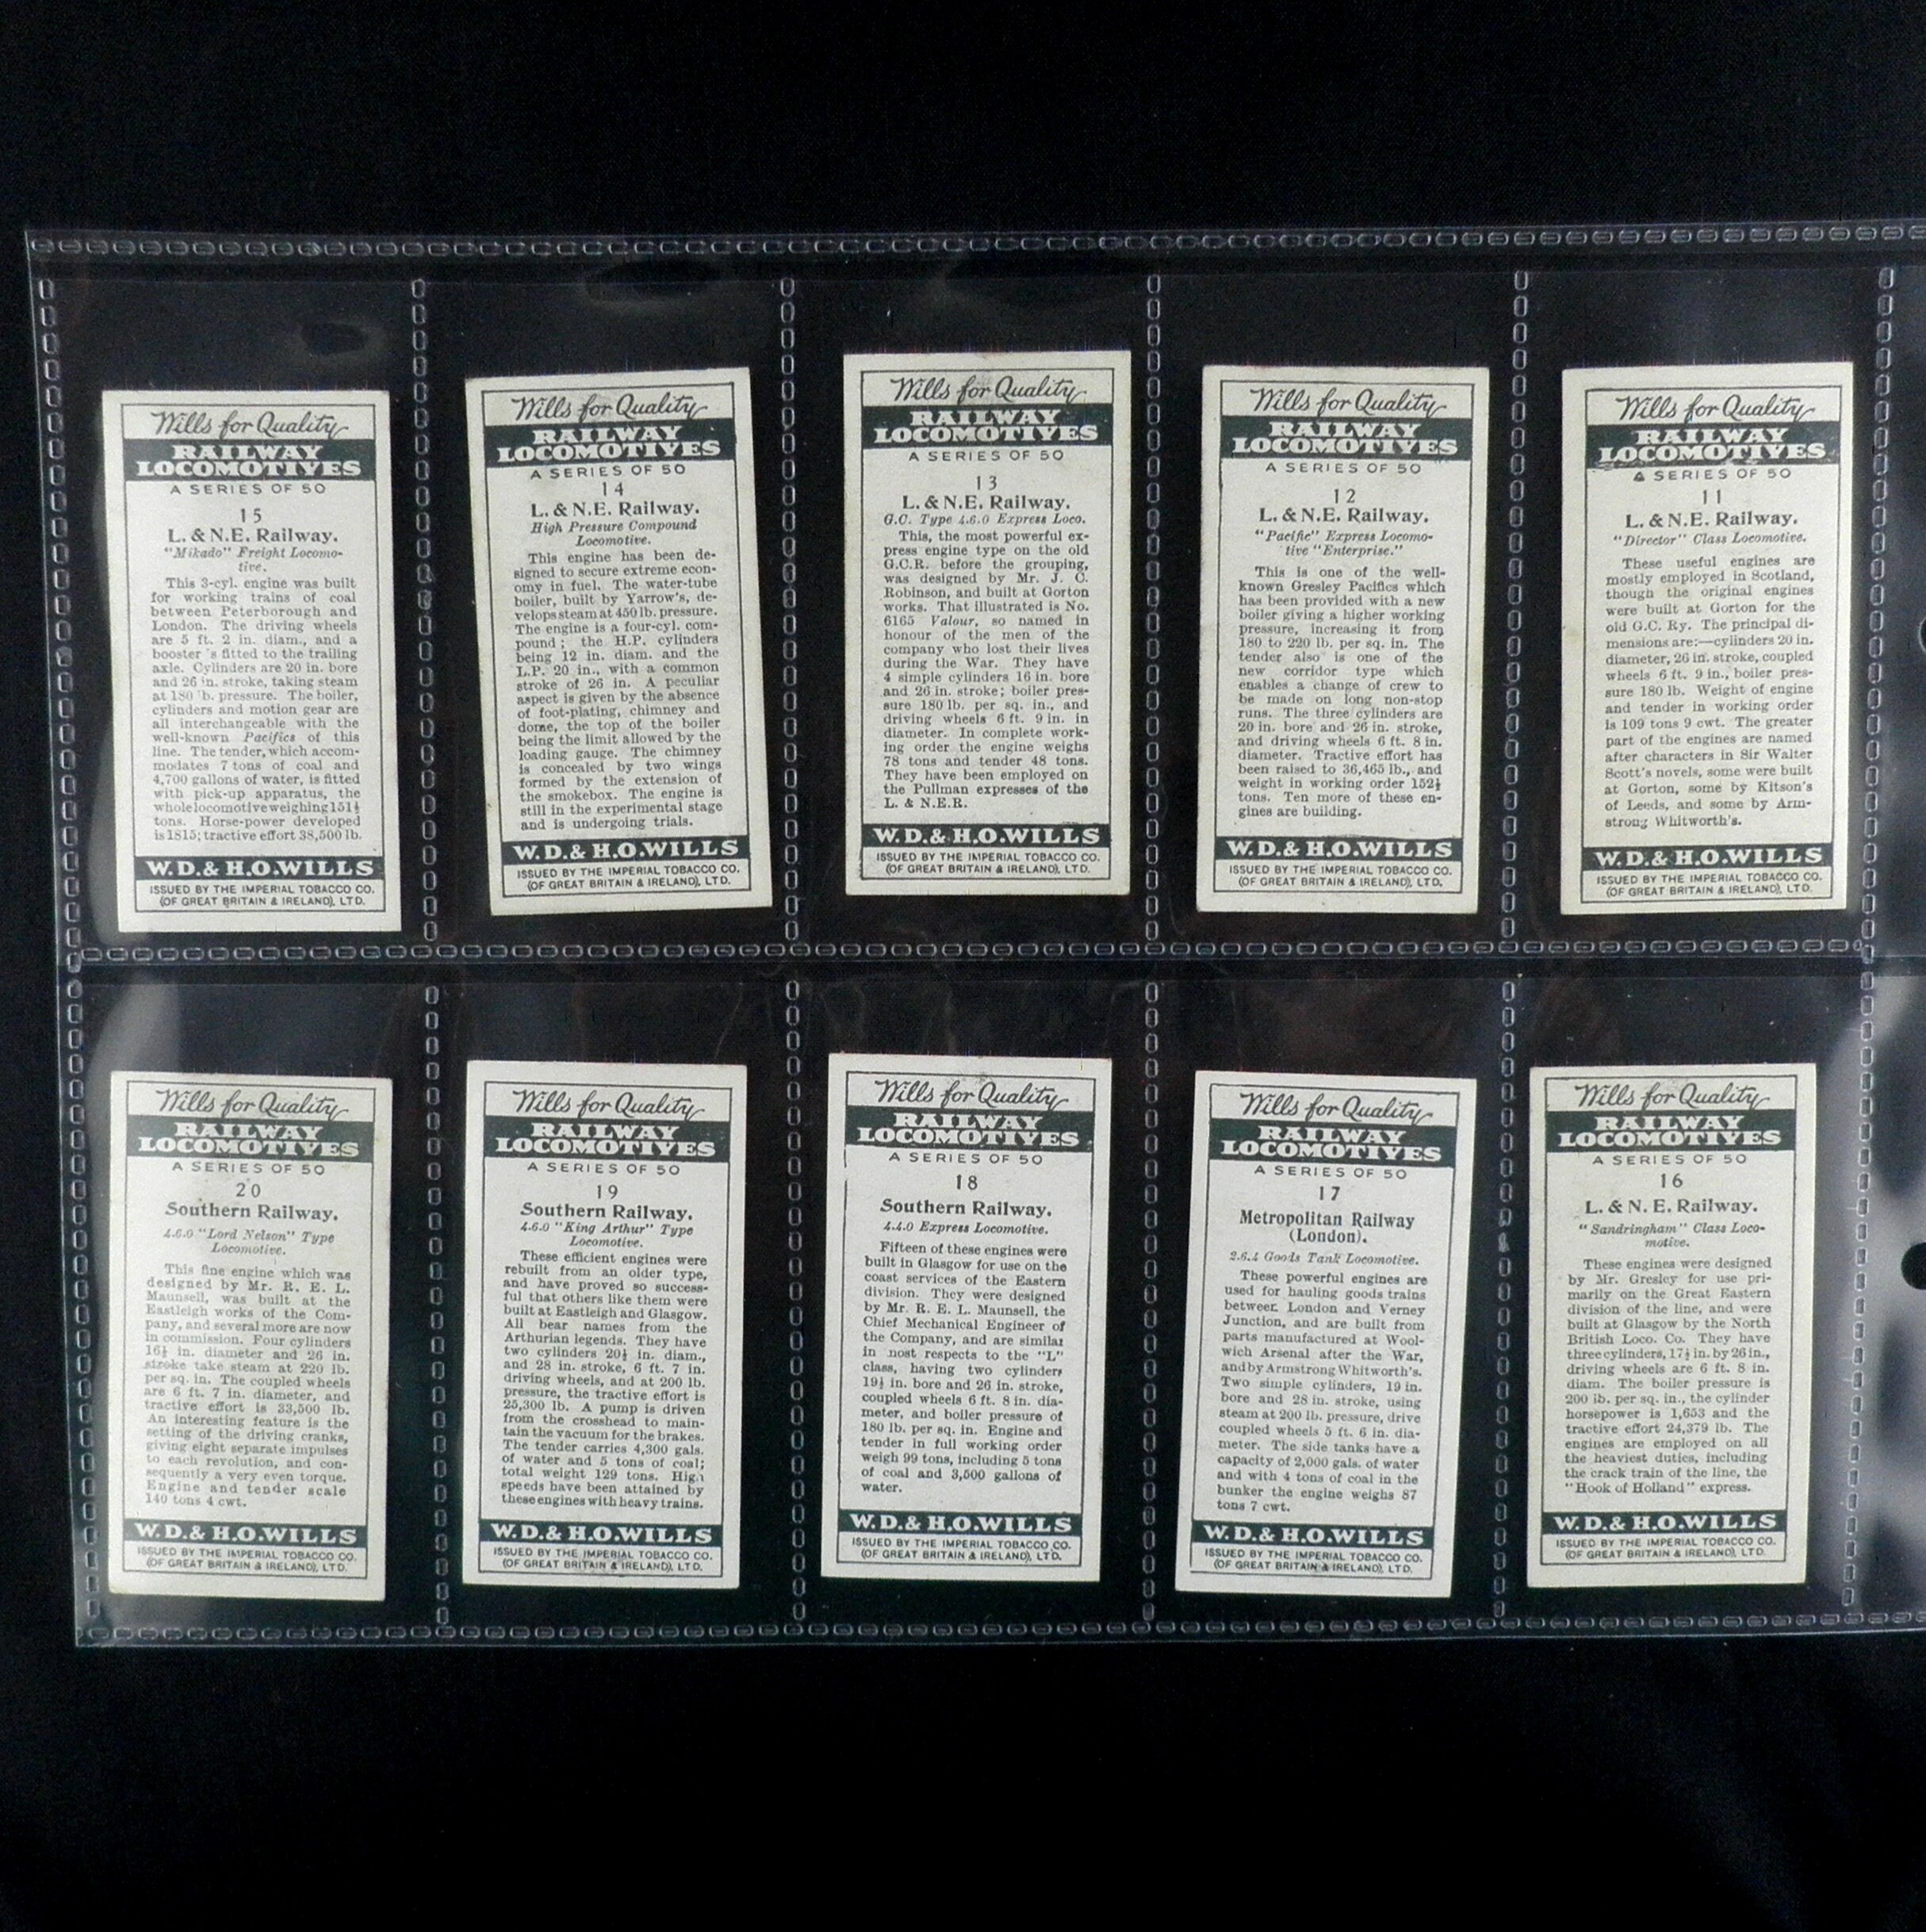 Wills for Quality
RAILWAY
LOCOMOTIVES
A SERIES OF 50
15
L. & N.E. Railway.
"Mikado" Freight Locomo-
tive.
This 3-cyl. engine was built
for working trains of coal
between Peterborough and
London. The driving wheels
are 5 ft. 2 in. diam., and a
booster 's fitted to the trailing
axle. Cylinders are 20 in. bore
and 26 in. stroke, taking steam
at 180 lb. pressure. The boiler,
cylinders and motion gear are
all interchangeable with the
well-known Pacifics of this
line. The tender, which accom-
modates 7 tons of coal and
4,700 gallons of water, is fitted
with pick-up apparatus, the
whole locomotive weighing 151½
tons. Horse-power developed
is 1815; tractive effort 38,500 lb.
W.D. & H.O. WILLS
ISSUED BY THE IMPERIAL TOBACCO CO.
(OF GREAT BRITAIN & IRELAND), LTD.
Wills for Quality
RAILWAY
LOCOMOTIVES
A SERIES OF 50
14
L. & N.E. Railway.
High Pressure Compound
Locomotive.
This engine has been de-
signed to secure extreme econ-
omy in fuel. The water-tube
boiler, built by Yarrow's, de-
velops steam at 450 lb. pressure.
The engine is a four-cyl. com-
pound; the H.P. cylinders
being 12 in. diam. and the
L.P. 20 in., with a common
stroke of 26 in. A peculiar
aspect is given by the absence
of foot-plating, chimney and
dome, the top of the boiler
being the limit allowed by the
loading gauge. The chimney
is concealed by two wings
formed by the extension of
the smokebox. The engine is
still in the experimental stage
and is undergoing trials.
W.D. & H.O. WILLS
ISSUED BY THE IMPERIAL TOBACCO CO.
(OF GREAT BRITAIN & IRELAND), LTD.
Wills for Quality
RAILWAY
LOCOMOTIVES
A SERIES OF 50
13
L. & N.E. Railway.
G.C. Type 4.6.0 Express Loco.
This, the most powerful ex-
press engine type on the old
G.C.R. before the grouping,
was designed by Mr. J. C.
Robinson, and built at Gorton
works. That illustrated is No.
6165 Valour, so named in
honour of the men of the
company who lost their lives
during the War. They have
4 simple cylinders 16 in. bore
and 26 in. stroke; boiler pres-
sure 180 lb. per sq. in., and
driving wheels 6 ft. 9 in. in
diameter. In complete work-
ing order the engine weighs
78 tons and tender 48 tons.
They have been employed on
the Pullman expresses of the
L. & N.E.R.
W.D. & H.O. WILLS
ISSUED BY THE IMPERIAL TOBACCO CO.
(OF GREAT BRITAIN & IRELAND), LTD.
Wills for Quality
RAILWAY
LOCOMOTIVES
A SERIES OF 50
12
L. & N.E. Railway.
"Pacific" Express Locomo-
tive "Enterprise."
This is one of the well-
known Gresley Pacifics which
has been provided with a new
boiler giving a higher working
pressure, increasing it from
180 to 220 lb. per sq. in. The
tender also is one of the
new corridor type which
enables a change of crew to
be made on long non-stop
runs. The three cylinders are
20 in. bore and 26 in. stroke,
and driving wheels 6 ft. 8 in.
diameter. Tractive effort has
been raised to 36,465 lb., and
weight in working order 152½
tons. Ten more of these en-
gines are building.
W.D. & H.O. WILLS
ISSUED BY THE IMPERIAL TOBACCO CO.
(OF GREAT BRITAIN & IRELAND), LTD.
Wills for Quality
RAILWAY
LOCOMOTIVES
A SERIES OF 50
11
L. & N.E. Railway.
"Director" Class Locomotive.
These useful engines are
mostly employed in Scotland,
though the original engines
were built at Gorton for the
old G.C. Ry. The principal di-
mensions are:—cylinders 20 in.
diameter, 26 in. stroke, coupled
wheels 6 ft. 9 in., boiler pres-
sure 180 lb. Weight of engine
and tender in working order
is 109 tons 9 cwt. The greater
part of the engines are named
after characters in Sir Walter
Scott's novels, some were built
at Gorton, some by Kitson's
of Leeds, and some by Arm-
strong Whitworth's.
W.D. & H.O. WILLS
ISSUED BY THE IMPERIAL TOBACCO CO.
(OF GREAT BRITAIN & IRELAND), LTD.
Wills for Quality
RAILWAY
LOCOMOTIVES
A SERIES OF 50
20
Southern Railway.
4.6.0 "Lord Nelson" Type
Locomotive.
This fine engine which was
designed by Mr. R. E. L.
Maunsell, was built at the
Eastleigh works of the Com-
pany, and several more are now
in commission. Four cylinders
16½ in. diameter and 26 in.
stroke take steam at 220 lb.
per sq. in. The coupled wheels
are 6 ft. 7 in. diameter, and
tractive effort is 33,500 lb.
An interesting feature is the
setting of the driving cranks,
giving eight separate impulses
to each revolution, and con-
sequently a very even torque.
Engine and tender scale
140 tons 4 cwt.
W.D. & H.O. WILLS
ISSUED BY THE IMPERIAL TOBACCO CO.
(OF GREAT BRITAIN & IRELAND), LTD.
Wills for Quality
RAILWAY
LOCOMOTIVES
A SERIES OF 50
19
Southern Railway.
4.6.0 "King Arthur" Type
Locomotive.
These efficient engines were
rebuilt from an older type,
and have proved so success-
ful that others like them were
built at Eastleigh and Glasgow.
All bear names from the
Arthurian legends. They have
two cylinders 20½ in. diam.,
and 28 in. stroke, 6 ft. 7 in.
driving wheels, and at 200 lb.
pressure, the tractive effort is
25,300 lb. A pump is driven
from the crosshead to main-
tain the vacuum for the brakes.
The tender carries 4,300 gals.
of water and 5 tons of coal;
total weight 129 tons. High
speeds have been attained by
these engines with heavy trains.
W.D. & H.O. WILLS
ISSUED BY THE IMPERIAL TOBACCO CO.
(OF GREAT BRITAIN & IRELAND), LTD.
Wills for Quality
RAILWAY
LOCOMOTIVES
A SERIES OF 50
18
Southern Railway.
4.4.0 Express Locomotive.
Fifteen of these engines were
built in Glasgow for use on the
coast services of the Eastern
division. They were designed
by Mr. R. E. L. Maunsell, the
Chief Mechanical Engineer of
the Company, and are similar
in most respects to the "L"
class, having two cylinders
19½ in. bore and 26 in. stroke,
coupled wheels 6 ft. 8 in. dia-
meter, and boiler pressure of
180 lb. per sq. in. Engine and
tender in full working order
weigh 99 tons, including 5 tons
of coal and 3,500 gallons of
water.
W.D. & H.O. WILLS
ISSUED BY THE IMPERIAL TOBACCO CO.
(OF GREAT BRITAIN & IRELAND), LTD.
Wills for Quality
RAILWAY
LOCOMOTIVES
A SERIES OF 50
17
Metropolitan Railway
(London).
2.6.4 Goods Tank Locomotive.
These powerful engines are
used for hauling goods trains
between London and Verney
Junction, and are built from
parts manufactured at Wool-
wich Arsenal after the War,
and by Armstrong Whitworth's.
Two simple cylinders, 19 in.
bore and 28 in. stroke, using
steam at 200 lb. pressure, drive
coupled wheels 5 ft. 6 in. dia-
meter. The side tanks have a
capacity of 2,000 gals. of water
and with 4 tons of coal in the
bunker the engine weighs 87
tons 7 cwt.
W.D. & H.O. WILLS
ISSUED BY THE IMPERIAL TOBACCO CO.
(OF GREAT BRITAIN & IRELAND), LTD.
Wills for Quality
RAILWAY
LOCOMOTIVES
A SERIES OF 50
16
L. & N. E. Railway.
"Sandringham" Class Loco-
motive.
These engines were designed
by Mr. Gresley for use pri-
marily on the Great Eastern
division of the line, and were
built at Glasgow by the North
British Loco. Co. They have
three cylinders, 17½ in. by 26 in.,
driving wheels are 6 ft. 8 in.
diam. The boiler pressure is
200 lb. per sq. in., the cylinder
horsepower is 1,653 and the
tractive effort 24,379 lb. The
engines are employed on all
the heaviest duties, including
the crack train of the line, the
"Hook of Holland" express.
W.D. & H.O. WILLS
ISSUED BY THE IMPERIAL TOBACCO CO.
(OF GREAT BRITAIN & IRELAND), LTD.